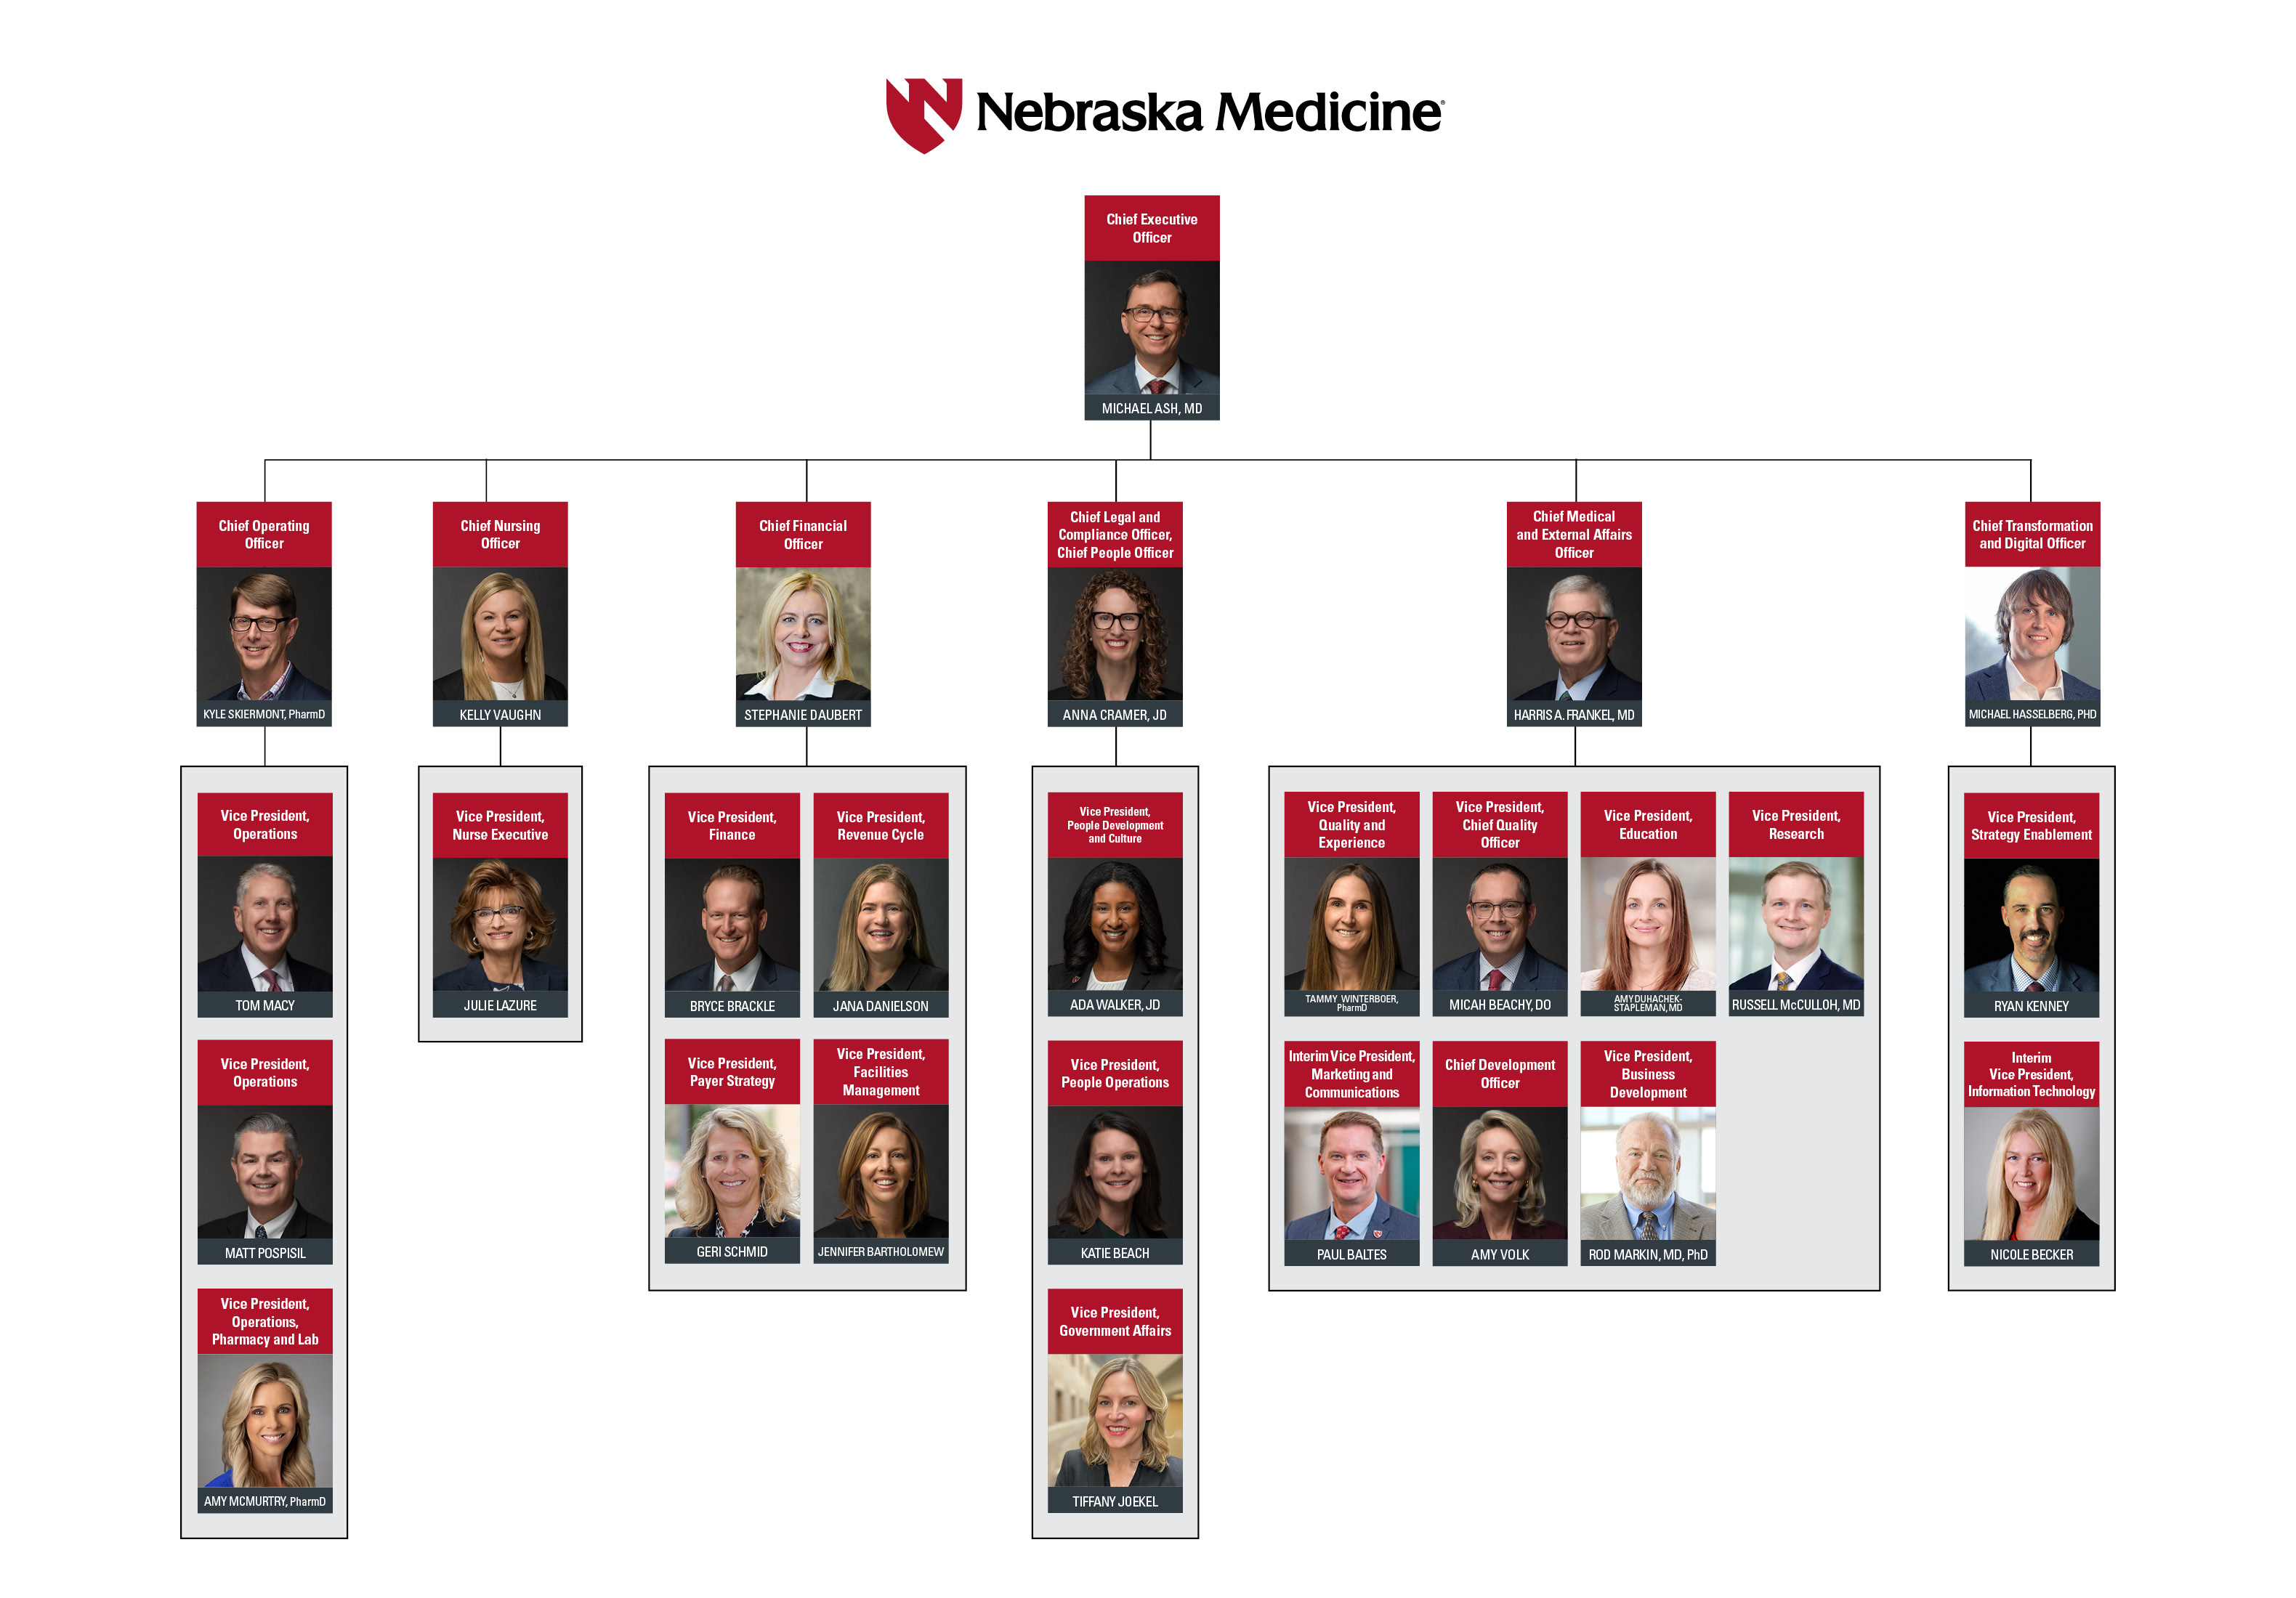 Nebraska Medicine®
Chief Executive
Officer
MICHAEL ASH, MD
Chief Operating
Officer
KYLE SKIERMONT, PharmD
Chief Nursing
Officer
KELLY VAUGHN
Chief Financial
Officer
STEPHANIE DAUBERT
Chief Legal and
Compliance Officer,
Chief People Officer
ANNA CRAMER, JD
Chief Medical
and External Affairs
Officer
HARRIS A. FRANKEL, MD
Chief Transformation
and Digital Officer
MICHAEL HASSELBERG, PHD
Vice President,
Operations
TOM MACY
Vice President,
Operations
MATT POSPISIL
Vice President,
Operations,
Pharmacy and Lab
AMY MCMURTRY, PharmD
Vice President,
Nurse Executive
JULIE LAZURE
Vice President,
Finance
BRYCE BRACKLE
Vice President,
Revenue Cycle
JANA DANIELSON
Vice President,
Payer Strategy
GERI SCHMID
Vice President,
Facilities
Management
JENNIFER BARTHOLOMEW
Vice President,
People Development
and Culture
ADA WALKER, JD
Vice President,
People Operations
KATIE BEACH
Vice President,
Government Affairs
TIFFANY JOEKEL
Vice President,
Quality and
Experience
TAMMY WINTERBOER,
PharmD
Vice President,
Chief Quality
Officer
MICAH BEACHY, DO
Vice President,
Education
AMY DUHACHEK-
STAPLEMAN, MD
Vice President,
Research
RUSSELL McCULLOH, MD
Interim Vice President,
Marketing and
Communications
PAUL BALTES
Chief Development
Officer
AMY VOLK
Vice President,
Business
Development
ROD MARKIN, MD, PhD
Vice President,
Strategy Enablement
RYAN KENNEY
Interim
Vice President,
Information Technology
NICOLE BECKER